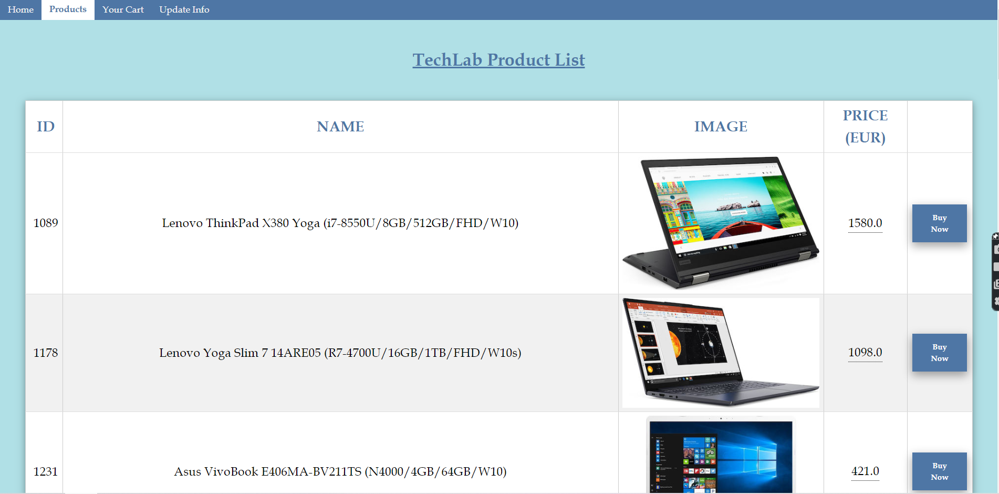 Home Products Your Cart Update Info
TechLab Product List
ID NAME IMAGE PRICE
(EUR)
1089 Lenovo ThinkPad X380 Yoga (i7-8550U/8GB/512GB/FHD/W10) 1580.0 Buy
Now
1178 Lenovo Yoga Slim 7 14ARE05 (R7-4700U/16GB/1TB/FHD/W10s) 1098.0 Buy
Now
1231 Asus VivoBook E406MA-BV211TS (N4000/4GB/64GB/W10) 421.0 Buy
Now